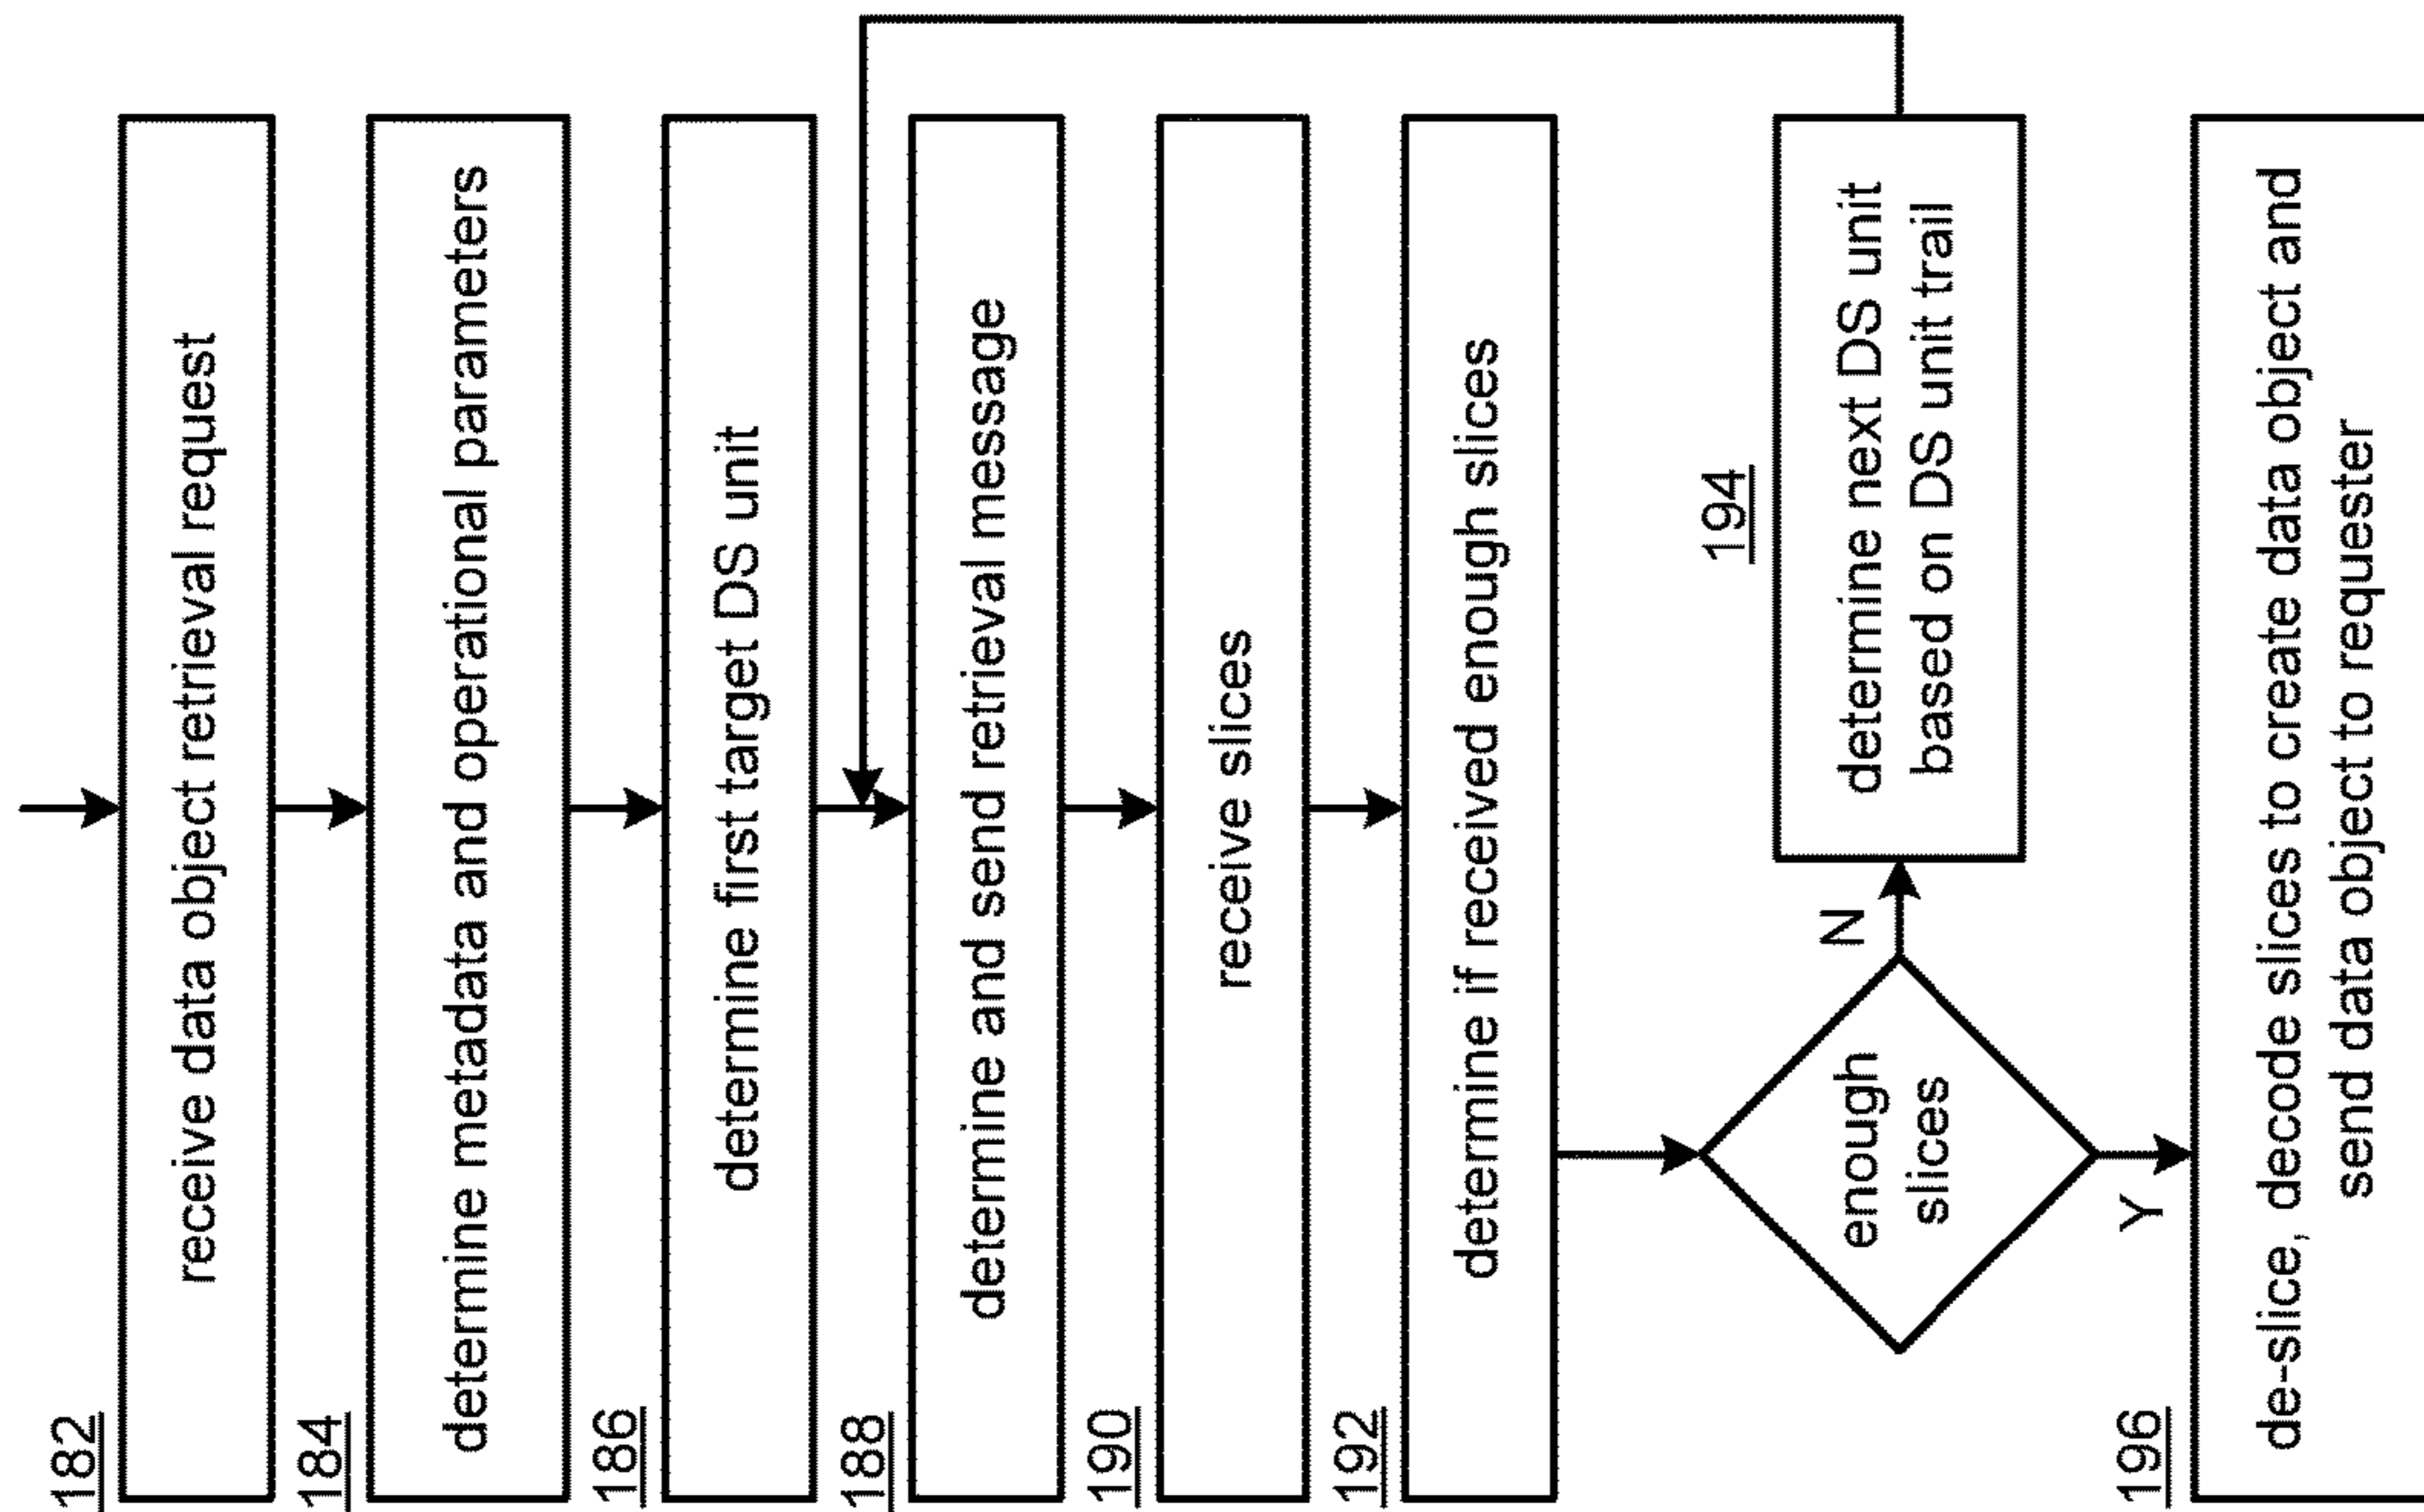 182
receive data object retrieval request
184
determine metadata and operational parameters
186
determine first target DS unit
188
determine and send retrieval message
190
receive slices
192
determine if received enough slices
enough
slices
N
194
determine next DS unit
based on DS unit trail
Y
196
de-slice, decode slices to create data object and
send data object to requester